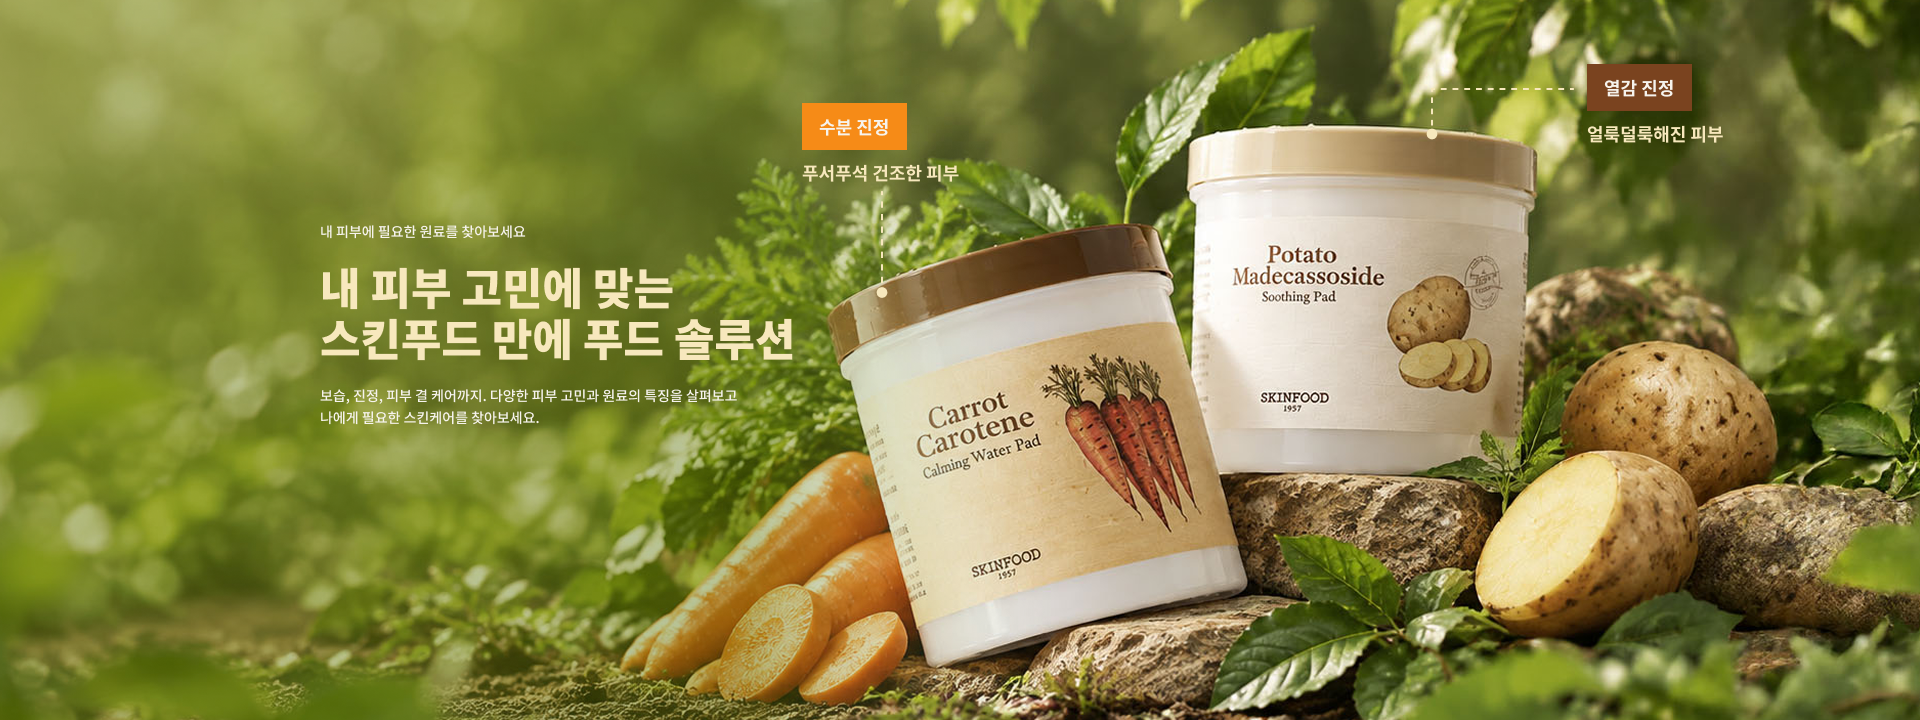 내 피부에 필요한 원료를 찾아보세요
내 피부 고민에 맞는
스킨푸드 만에 푸드 솔루션
보습, 진정, 피부 결 케어까지. 다양한 피부 고민과 원료의 특징을 살펴보고
나에게 필요한 스킨케어를 찾아보세요.
수분 진정
푸서푸석 건조한 피부
열감 진정
얼룩덜룩해진 피부
Carrot
Carotene
Calming Water Pad
SKINFOOD
1957
Potato
Madecassoside
Soothing Pad
SKINFOOD
1957